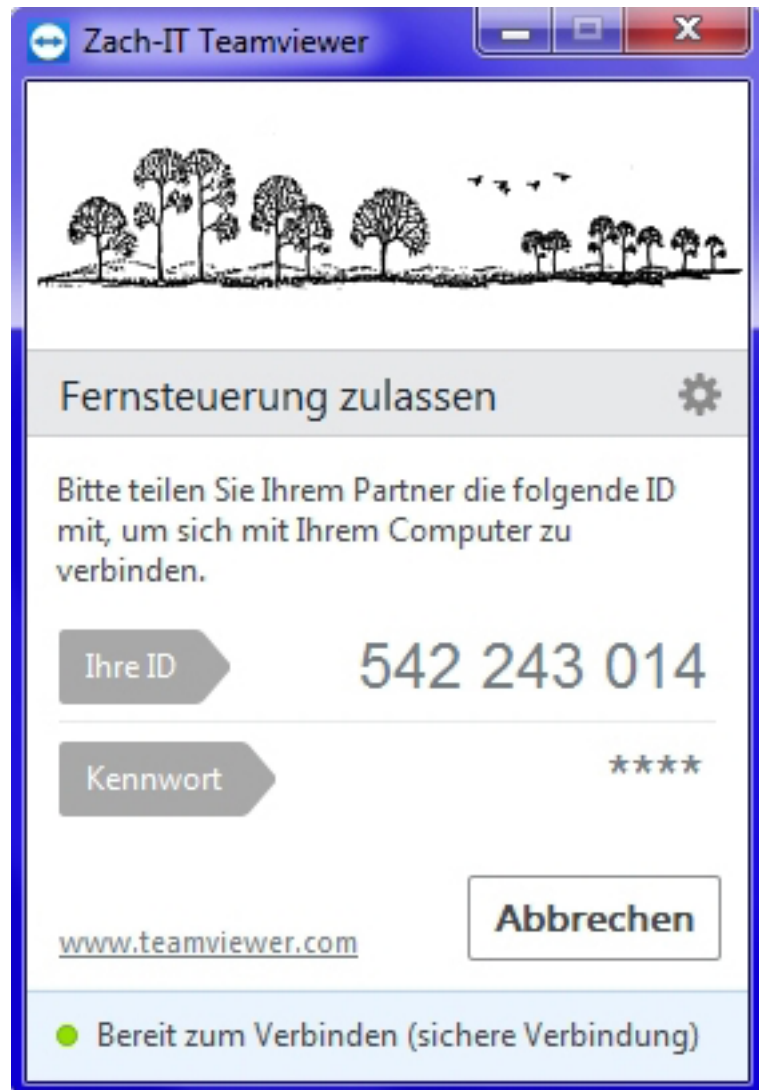 Zach-IT Teamviewer
Fernsteuerung zulassen
Bitte teilen Sie Ihrem Partner die folgende ID
mit, um sich mit Ihrem Computer zu
verbinden.
Ihre ID 542 243 014
Kennwort ****
www.teamviewer.com Abbrechen
Bereit zum Verbinden (sichere Verbindung)